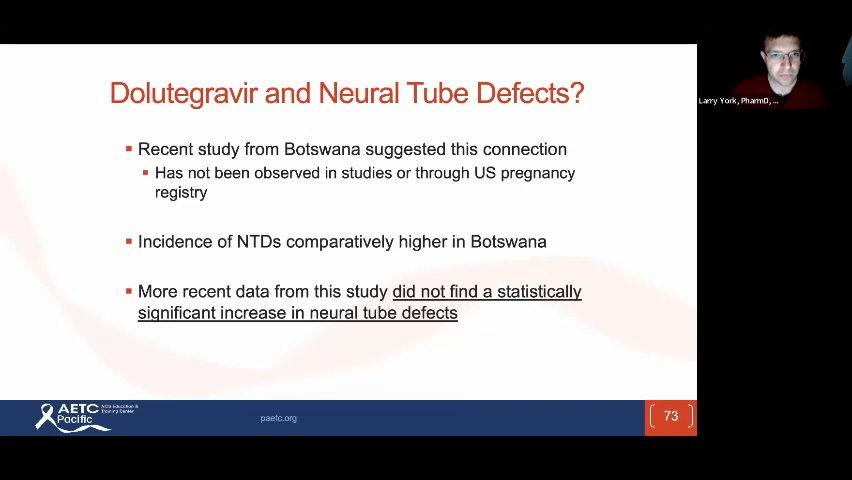 Dolutegravir and Neural Tube Defects?
Recent study from Botswana suggested this connection
Has not been observed in studies or through US pregnancy
registry
Incidence of NTDs comparatively higher in Botswana
More recent data from this study did not find a statistically
significant increase in neural tube defects
AETC AIDS Education &
Training Center
Pacific
paetc.org
73
Larry York, PharmD, ...